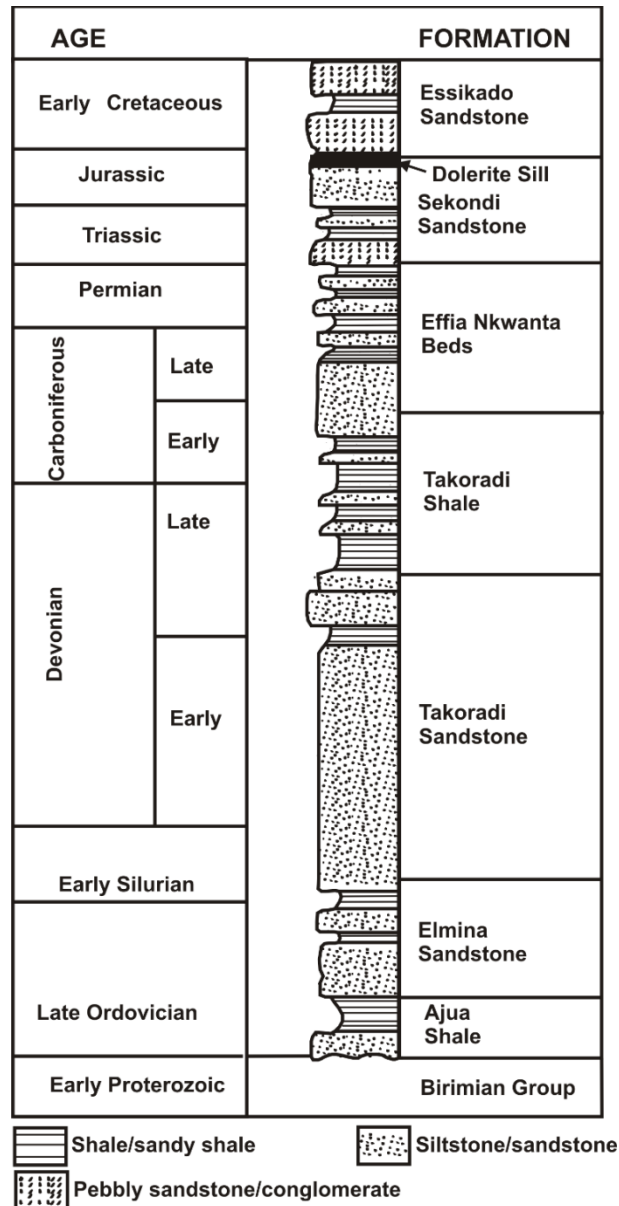 AGE
FORMATION
Early Cretaceous
Essikado
Sandstone
Jurassic
Dolerite Sill
Sekondi
Sandstone
Triassic
Permian
Effia Nkwanta
Beds
Carboniferous
Late
Early
Takoradi
Shale
Devonian
Late
Early
Takoradi
Sandstone
Early Silurian
Elmina
Sandstone
Late Ordovician
Ajua
Shale
Early Proterozoic
Birimian Group
Shale/sandy shale
Siltstone/sandstone
Pebbly sandstone/conglomerate